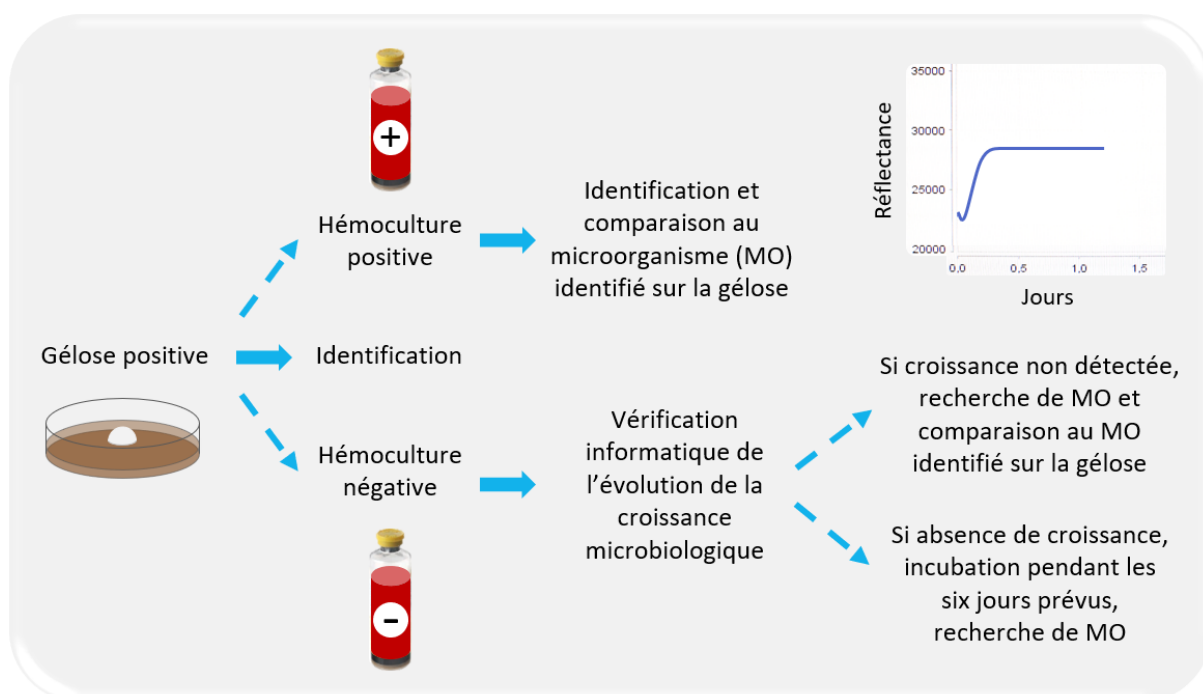 +
Hémoculture
positive
Identification et
comparaison au
microorganisme (MO)
identifié sur la gélose
Réflectance
35000
30000
25000
20000
0,0
0,5
1,0
1,5
Jours
Gélose positive
Identification
Hémoculture
négative
-
Vérification
informatique de
l’évolution de la
croissance
microbiologique
Si croissance non détectée,
recherche de MO et
comparaison au MO
identifié sur la gélose
Si absence de croissance,
incubation pendant les
six jours prévus,
recherche de MO